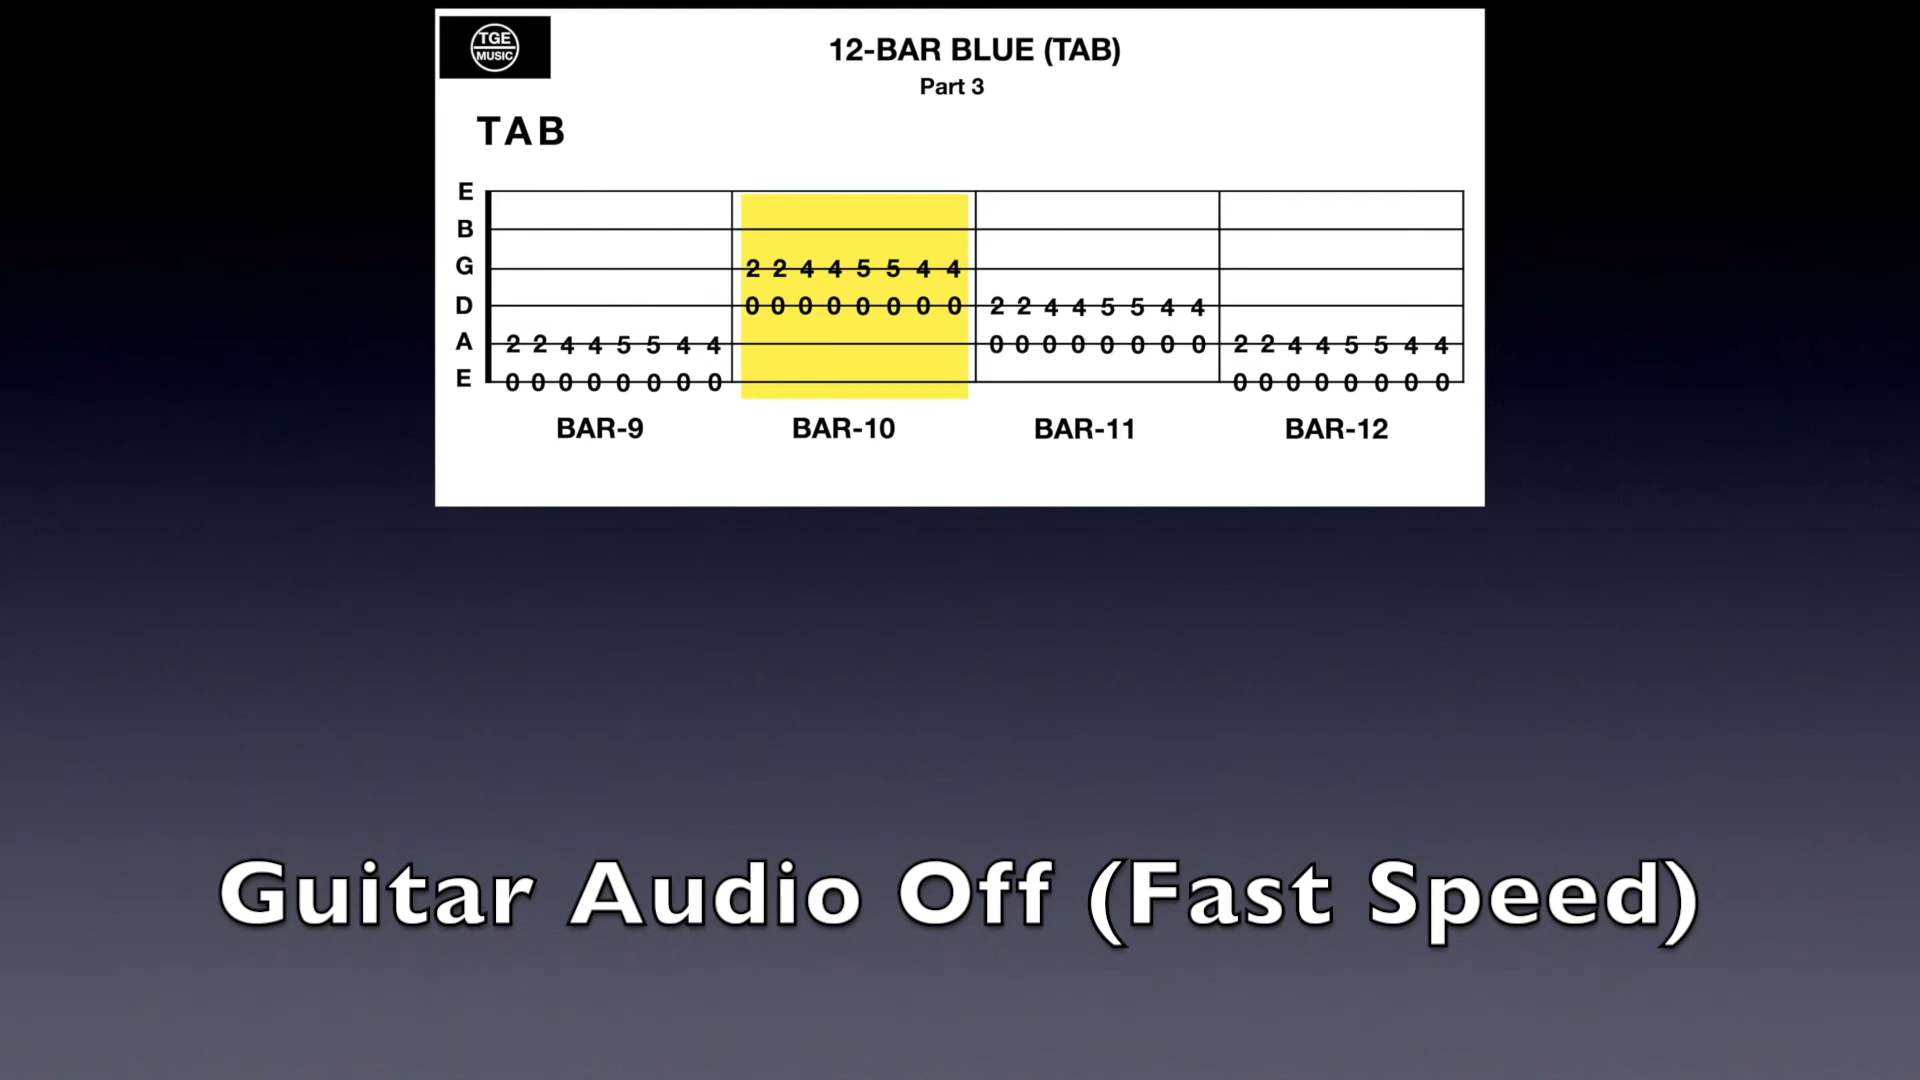 TGE
MUSIC
12-BAR BLUE (TAB)
Part 3
TAB
E
B
G 2 2 4 4 5 5 4 4
D 0 0 0 0 0 0 0 0 2 2 4 4 5 5 4 4
A 2 2 4 4 5 5 4 4 0 0 0 0 0 0 0 0 2 2 4 4 5 5 4 4
E 0 0 0 0 0 0 0 0 0 0 0 0 0 0 0 0
BAR-9 BAR-10 BAR-11 BAR-12
Guitar Audio Off (Fast Speed)